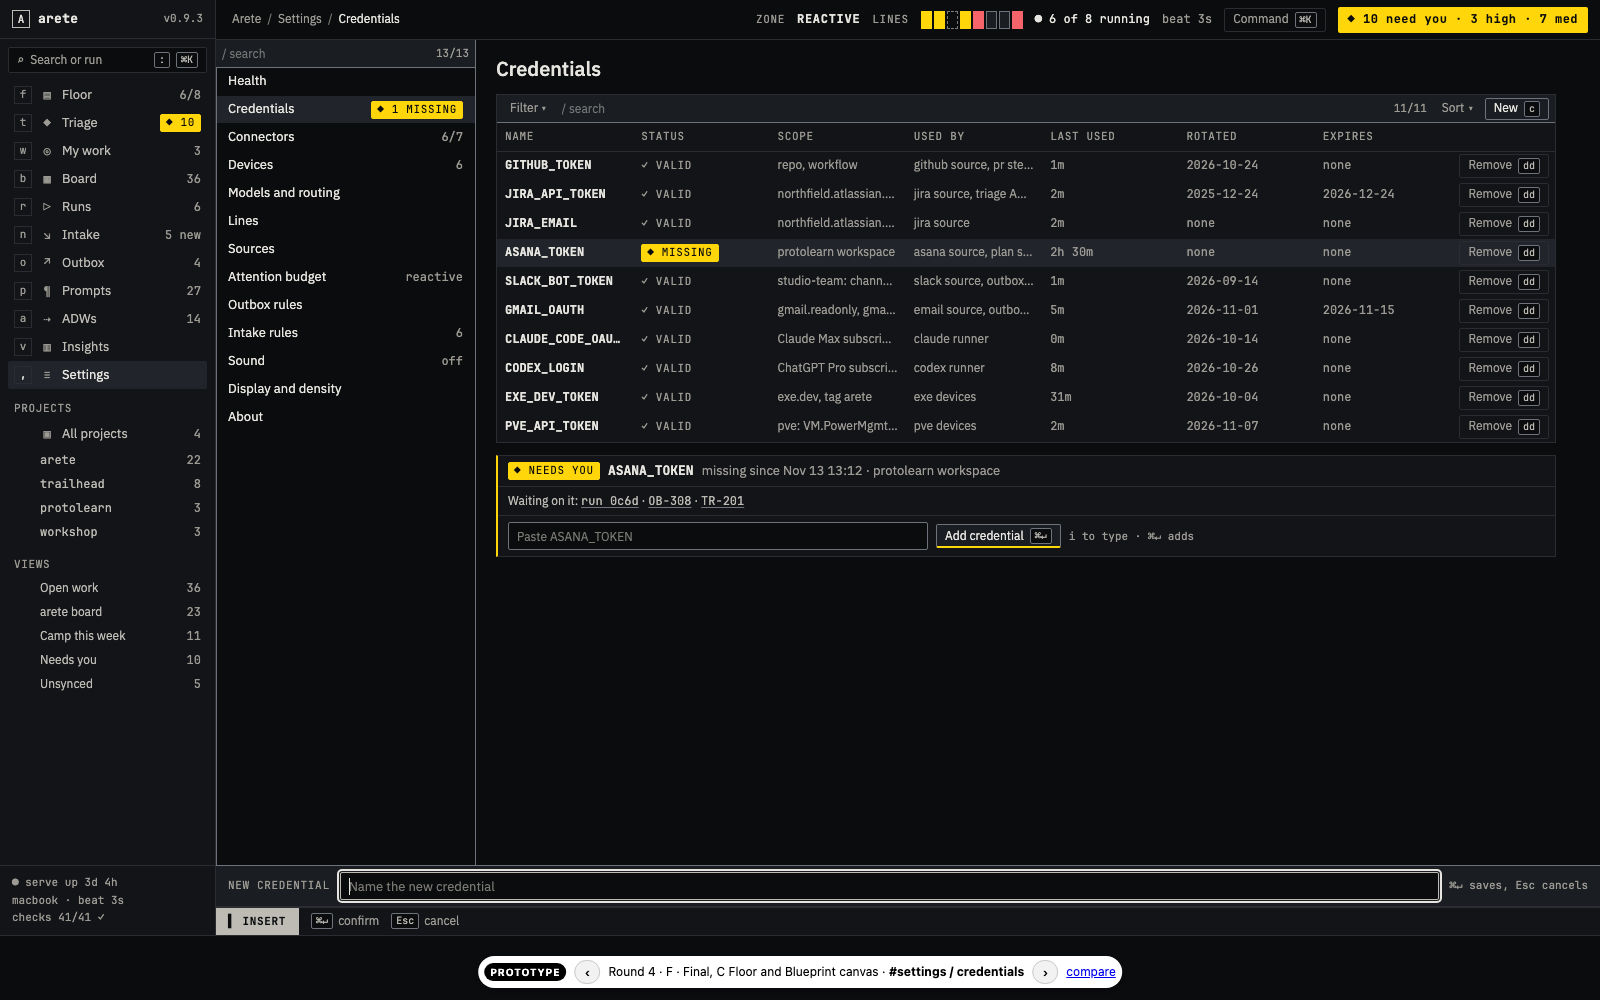 A arete v0.9.3
Arete / Settings / Credentials
ZONE REACTIVE LINES 6 of 8 running beat 3s Command ⌘K ◆ 10 need you · 3 high · 7 med
Search or run : ⌘K
f Floor 6/8
t Triage ◆ 10
w My work 3
b Board 36
r Runs 6
n Intake 5 new
o Outbox 4
p ¶ Prompts 27
a ADWs 14
v Insights
, Settings
PROJECTS
All projects 4
arete 22
trailhead 8
protolearn 3
workshop 3
VIEWS
Open work 36
arete board 23
Camp this week 11
Needs you 10
Unsynced 5
serve up 3d 4h
macbook · beat 3s
checks 41/41 ✓
/ search 13/13
Health
Credentials ◆ 1 MISSING
Connectors 6/7
Devices 6
Models and routing
Lines
Sources
Attention budget reactive
Outbox rules
Intake rules 6
Sound off
Display and density
About
Credentials
Filter ▾ / search 11/11 Sort ▾ New c
NAME STATUS SCOPE USED BY LAST USED ROTATED EXPIRES
GITHUB_TOKEN ✓ VALID repo, workflow github source, pr ste… 1m 2026-10-24 none Remove dd
JIRA_API_TOKEN ✓ VALID northfield.atlassian.… jira source, triage A… 2m 2025-12-24 2026-12-24 Remove dd
JIRA_EMAIL ✓ VALID northfield.atlassian.… jira source 2m none none Remove dd
ASANA_TOKEN ◆ MISSING protolearn workspace asana source, plan s… 2h 30m none none Remove dd
SLACK_BOT_TOKEN ✓ VALID studio-team: chann… slack source, outbox… 1m 2026-09-14 none Remove dd
GMAIL_OAUTH ✓ VALID gmail.readonly, gma… email source, outbo… 5m 2026-11-01 2026-11-15 Remove dd
CLAUDE_CODE_OAU… ✓ VALID Claude Max subscri… claude runner 0m 2026-10-14 none Remove dd
CODEX_LOGIN ✓ VALID ChatGPT Pro subscri… codex runner 8m 2026-10-26 none Remove dd
EXE_DEV_TOKEN ✓ VALID exe.dev, tag arete exe devices 31m 2026-10-04 none Remove dd
PVE_API_TOKEN ✓ VALID pve: VM.PowerMgmt… pve devices 2m 2026-11-07 none Remove dd
◆ NEEDS YOU ASANA_TOKEN missing since Nov 13 13:12 · protolearn workspace
Waiting on it: run 0c6d · OB-308 · TR-201
Paste ASANA_TOKEN Add credential ⌘↵ i to type · ⌘↵ adds
NEW CREDENTIAL Name the new credential ⌘↵ saves, Esc cancels
INSERT ⌘↵ confirm Esc cancel
PROTOTYPE ‹ Round 4 · F · Final, C Floor and Blueprint canvas · #settings / credentials › compare